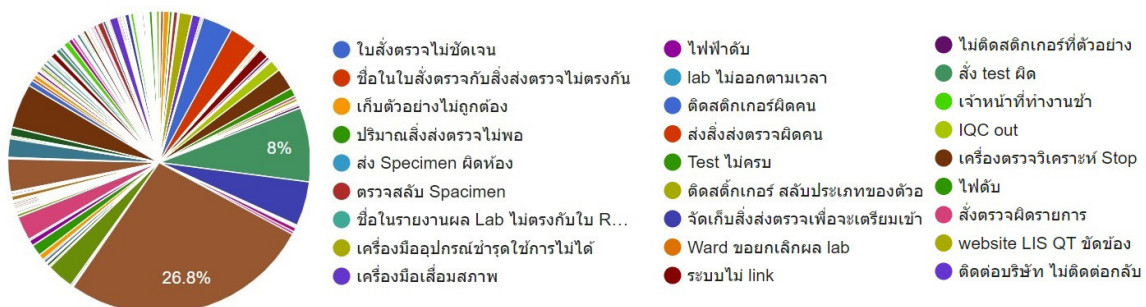 8%
26.8%
ใบสั่งตรวจไม่ชัดเจน
ชื่อในใบสั่งตรวจกับสิ่งส่งตรวจไม่ตรงกัน
เก็บตัวอย่างไม่ถูกต้อง
ปริมาณสิ่งส่งตรวจไม่พอ
ส่ง Specimen ผิดห้อง
ตรวจสลับ Spacimen
ชื่อในรายงานผล Lab ไม่ตรงกับใบ R...
เครื่องมืออุปกรณ์ชำรุดใช้การไม่ได้
เครื่องมือเสื่อมสภาพ
ไฟฟ้าดับ
lab ไม่ออกตามเวลา
ติดสติกเกอร์ผิดคน
ส่งสิ่งส่งตรวจผิดคน
Test ไม่ครบ
ติดสติ้กเกอร์ สลับประเภทของตัวอ
จัดเก็บสิ่งส่งตรวจเพื่อจะเตรียมเข้า
Ward ขอยกเลิกผล lab
ระบบไม่ link
ไม่ติดสติกเกอร์ที่ตัวอย่าง
สั่ง test ผิด
เจ้าหน้าที่ทำงานช้า
IQC out
เครื่องตรวจวิเคราะห์ Stop
ไฟดับ
สั่งตรวจผิดรายการ
website LIS QT ขัดข้อง
ติดต่อบริษัท ไม่ติดต่อกลับ